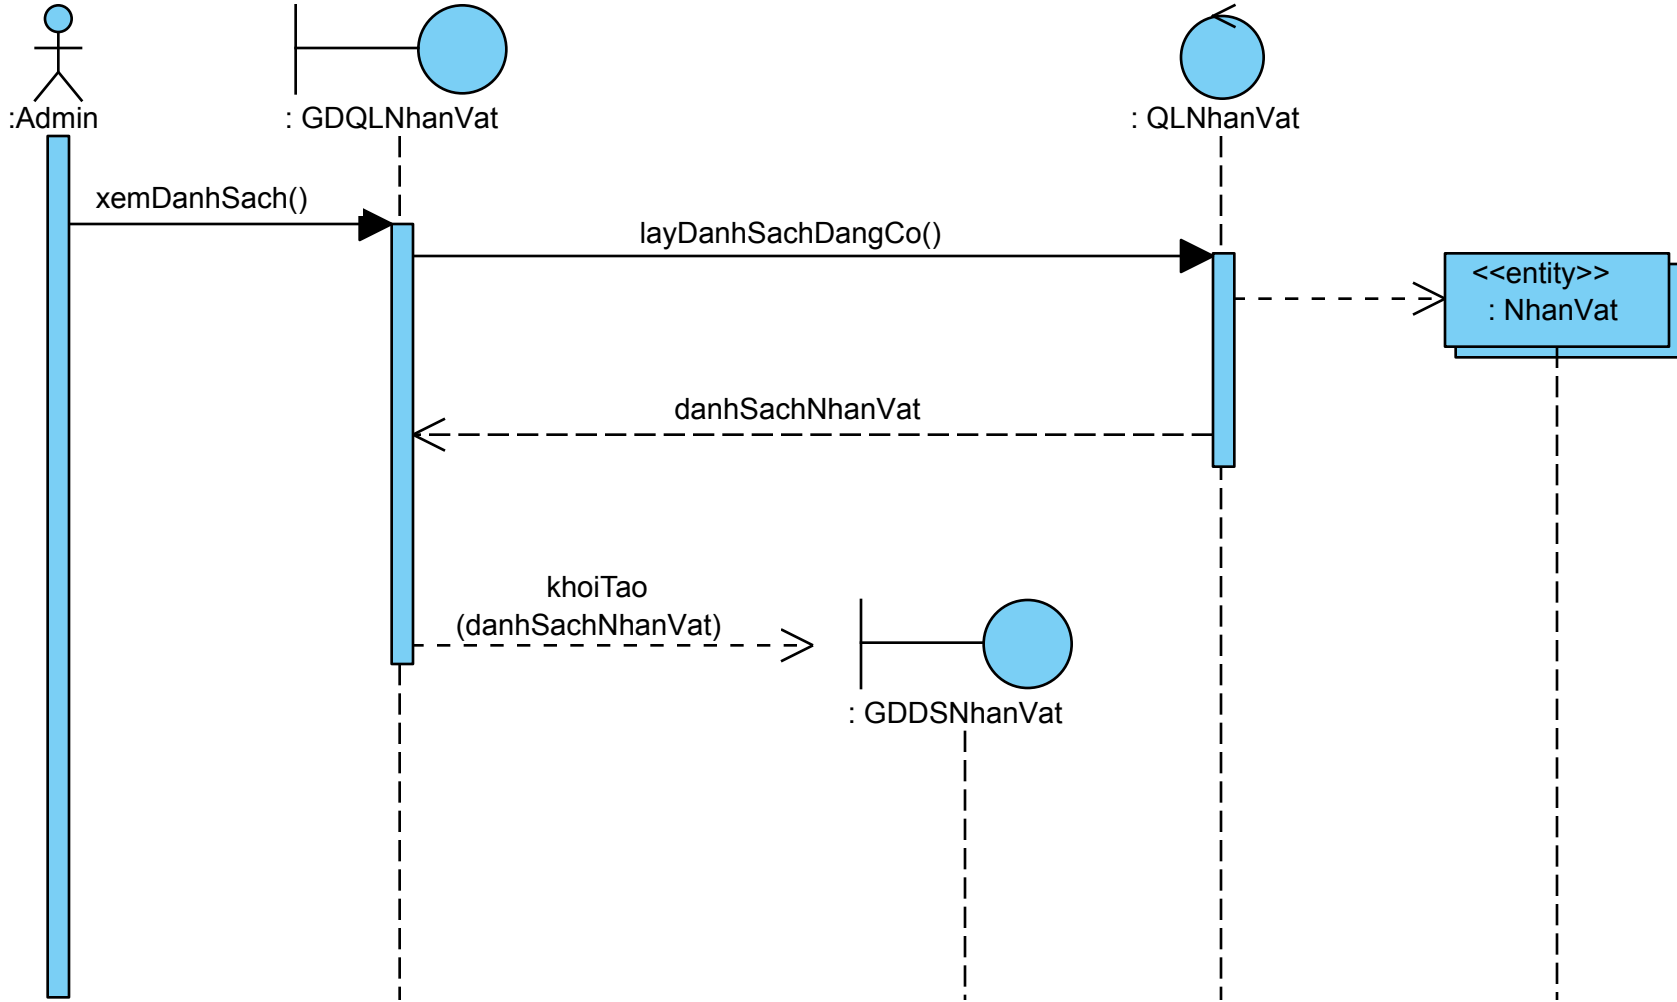 :Admin
: GDQLNhanVat
: QLNhanVat
xemDanhSach()
layDanhSachDangCo()
<<entity>>
: NhanVat
danhSachNhanVat
khoiTao
(danhSachNhanVat)
: GDDSNhanVat